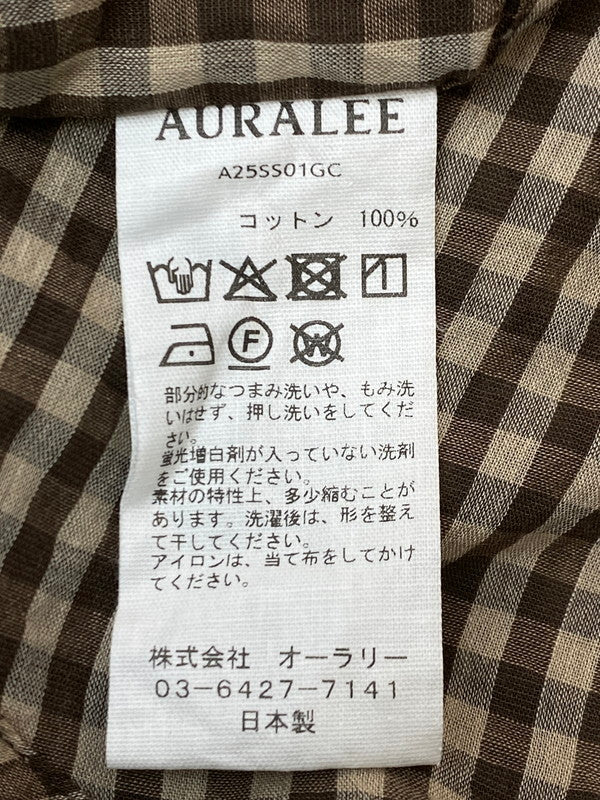 AURALEE
A25SS01GC
コットン 100%
F
W
部分的なつまみ洗いや、もみ洗
いはせず、押し洗いをしてくだ
さい。
蛍光増白剤が入っていない洗剤
をご使用ください。
素材の特性上、多少縮むことが
あります。洗濯後は、形を整え
て干してください。
アイロンは、当て布をしてかけ
てください。
株式会社 オーラリー
03-6427-7141
日本製